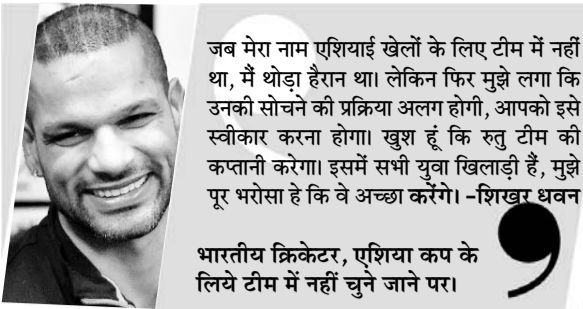 जब मेरा नाम एशियाई खेलों के लिए टीम में नहीं
था, मैं थोड़ा हैरान था। लेकिन फिर मुझे लगा कि
उनकी सोचने की प्रक्रिया अलग होगी, आपको इसे
स्वीकार करना होगा। खुश हूं कि रुतु टीम की
कप्तानी करेगा। इसमें सभी युवा खिलाड़ी हैं, मुझे
पूर भरोसा हे कि वे अच्छा करेंगे। -शिखर धवन
भारतीय क्रिकेटर, एशिया कप के
लिये टीम में नहीं चुने जाने पर।